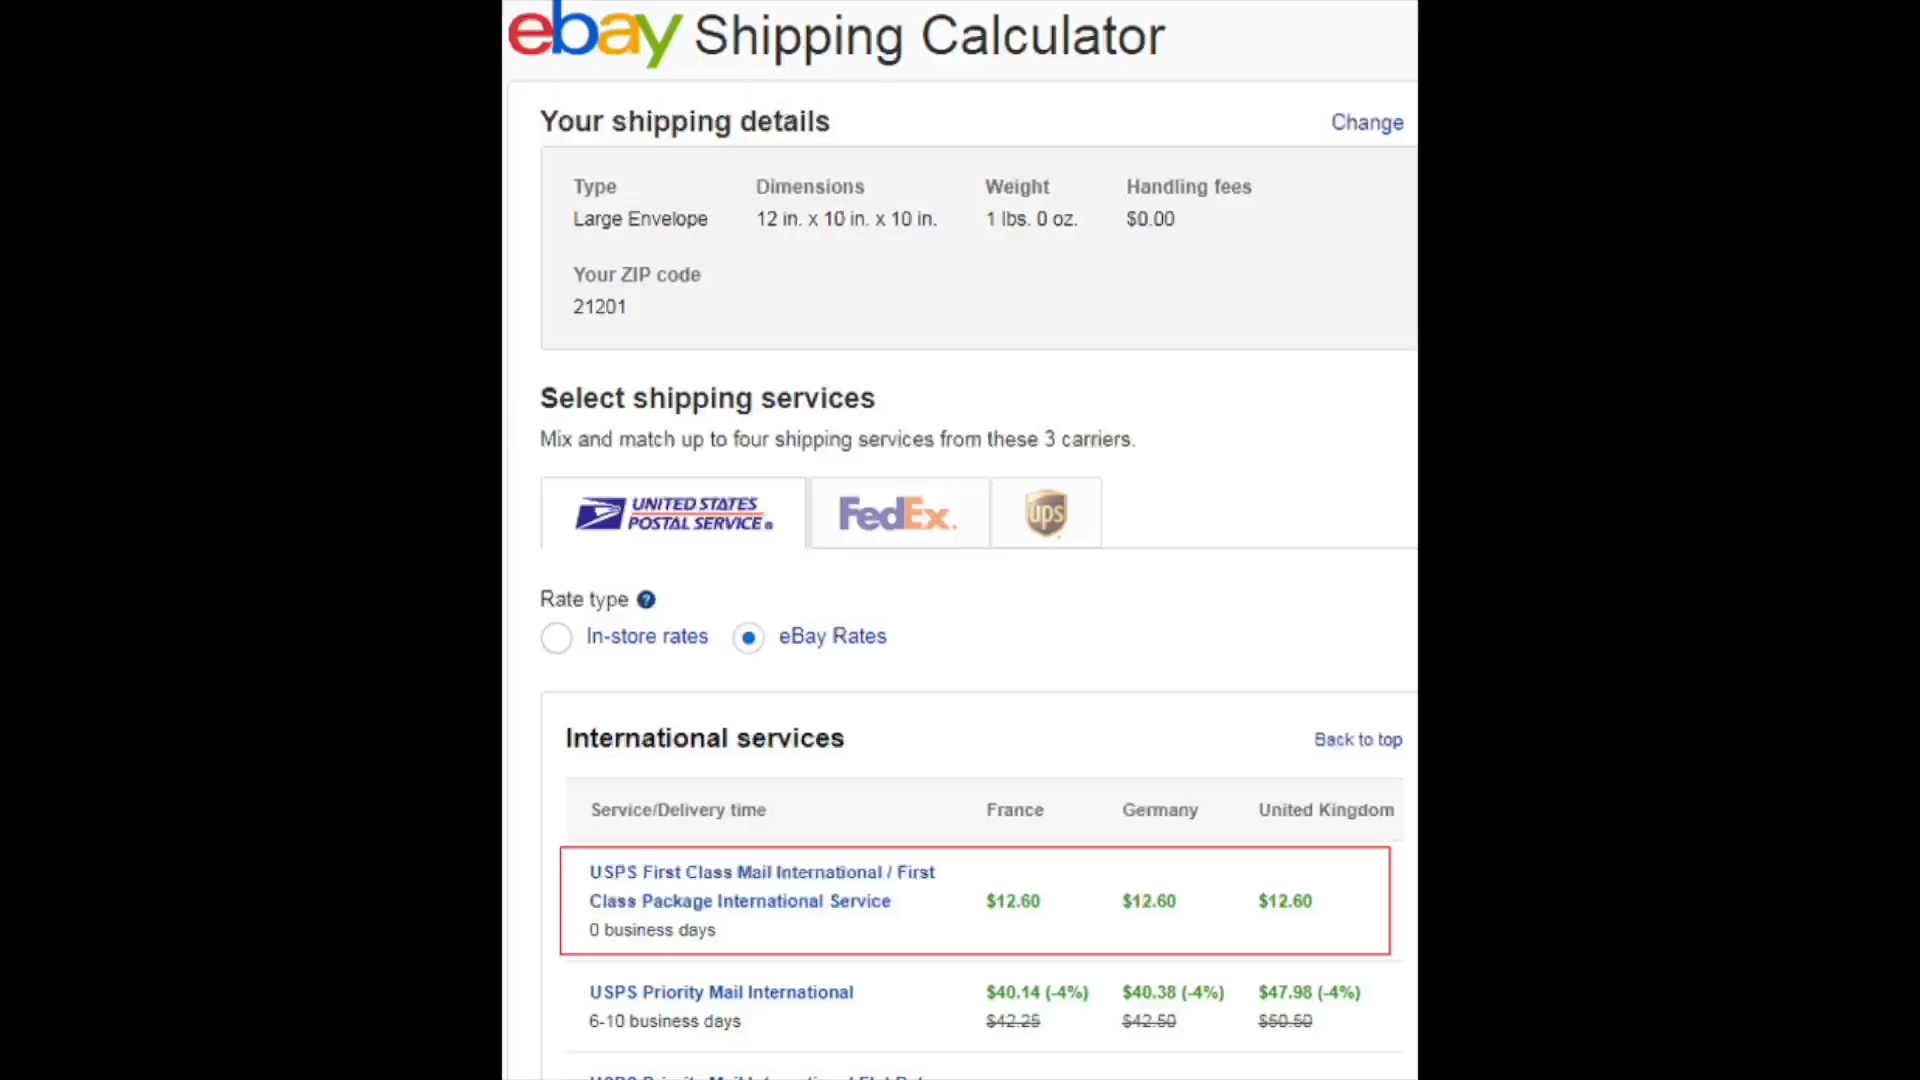 ebay Shipping Calculator
Your shipping details
Change
Type Dimensions Weight Handling fees
Large Envelope 12 in. x 10 in. x 10 in. 1 lbs. 0 oz. $0.00
Your ZIP code
21201
Select shipping services
Mix and match up to four shipping services from these 3 carriers.
UNITED STATES
POSTAL SERVICE®
FedEx.
ups
Rate type ?
In-store rates eBay Rates
International services
Back to top
Service/Delivery time France Germany United Kingdom
USPS First Class Mail International / First
Class Package International Service $12.60 $12.60 $12.60
0 business days
USPS Priority Mail International $40.14 (-4%) $40.38 (-4%) $47.98 (-4%)
6-10 business days $42.25 $42.50 $50.50